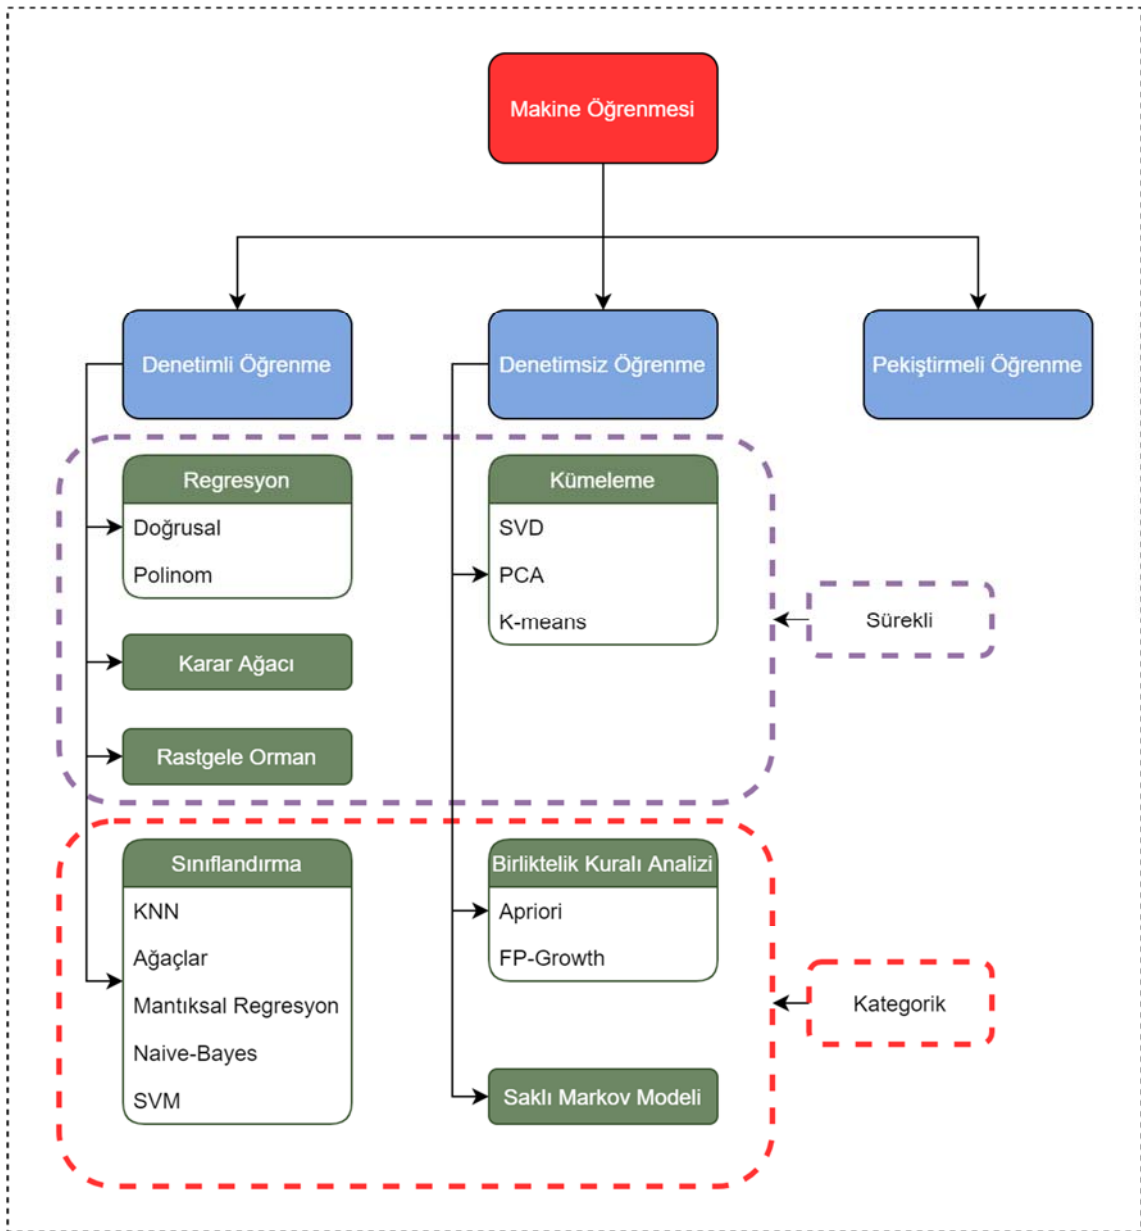 Makine Öğrenmesi
Denetimli Öğrenme
Denetimsiz Öğrenme
Pekiştirmeli Öğrenme
Regresyon
Doğrusal
Polinom
Karar Ağacı
Rastgele Orman
Kümeleme
SVD
PCA
K-means
Sürekli
Sınıflandırma
KNN
Ağaçlar
Mantıksal Regresyon
Naive-Bayes
SVM
Birliktelik Kuralı Analizi
Apriori
FP-Growth
Saklı Markov Modeli
Kategorik